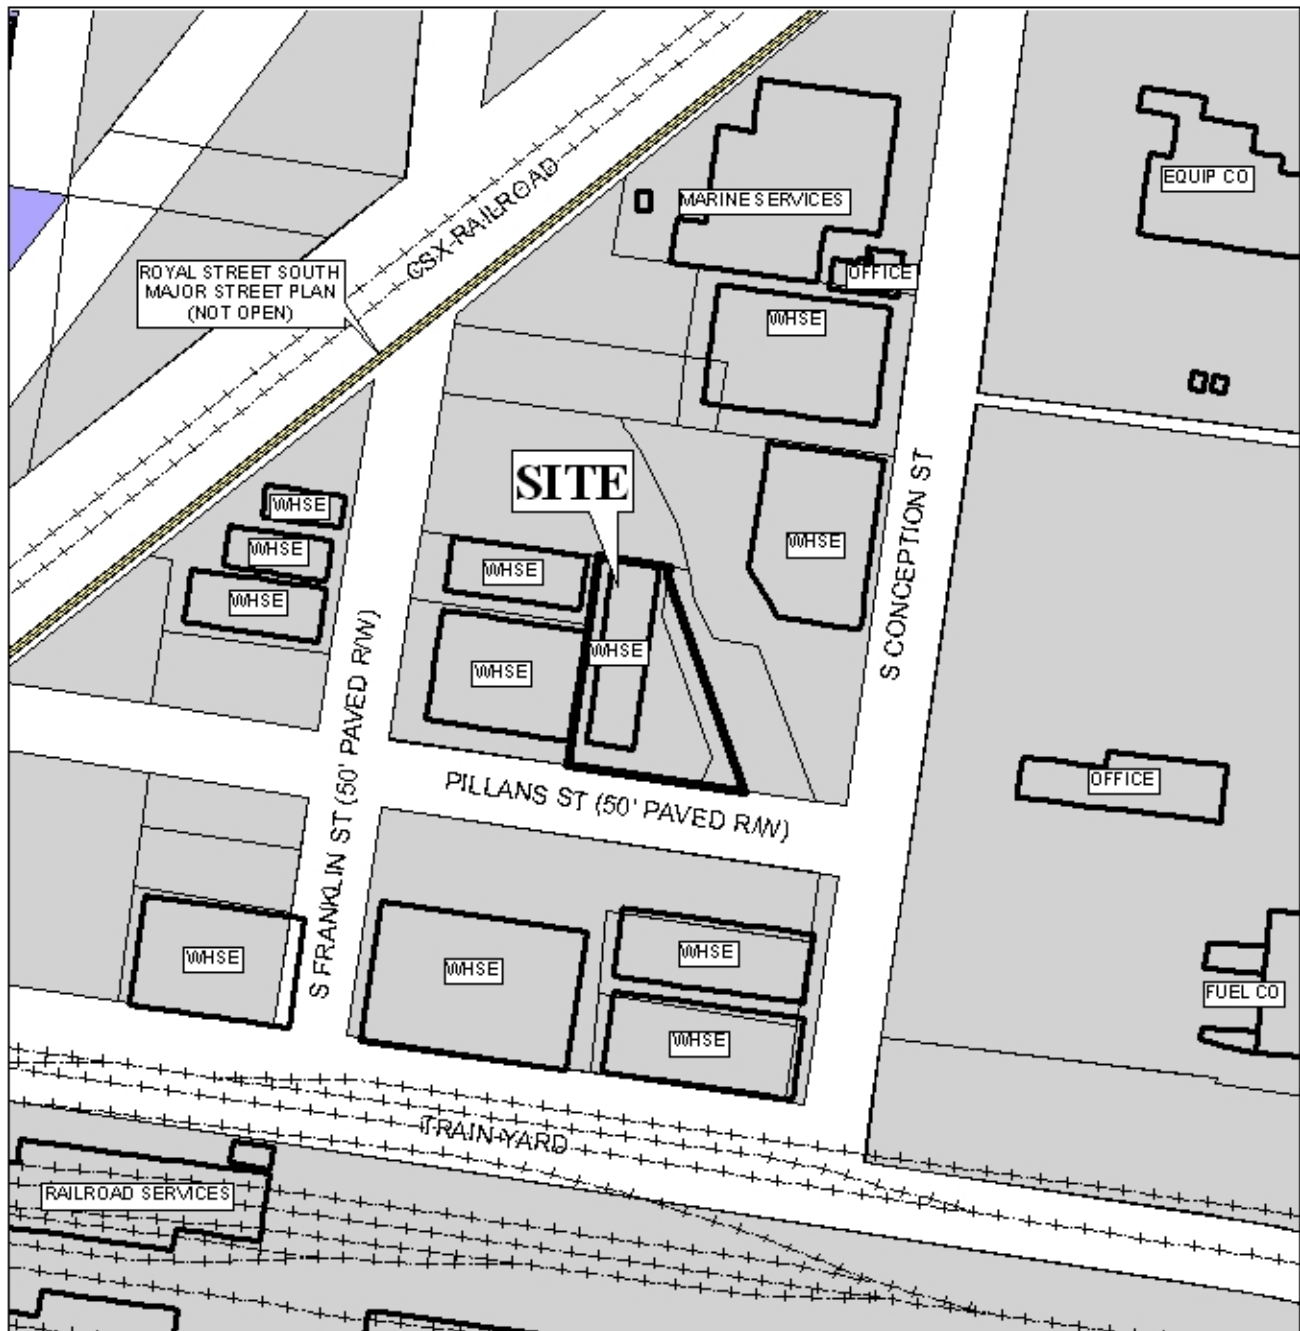 CSX-RAILROAD
MARINE SERVICES
EQUIP CO
ROYAL STREET SOUTH
MAJOR STREET PLAN
(NOT OPEN)
OFFICE
WHSE
SITE
WHSE
WHSE
WHSE
WHSE
WHSE
WHSE
WHSE
WHSE
S CONCEPTION ST
S FRANKLIN ST (50' PAVED R/W)
PILLANS ST (50' PAVED R/W)
OFFICE
WHSE
WHSE
WHSE
WHSE
FUEL CO
TRAIN-YARD
RAILROAD SERVICES